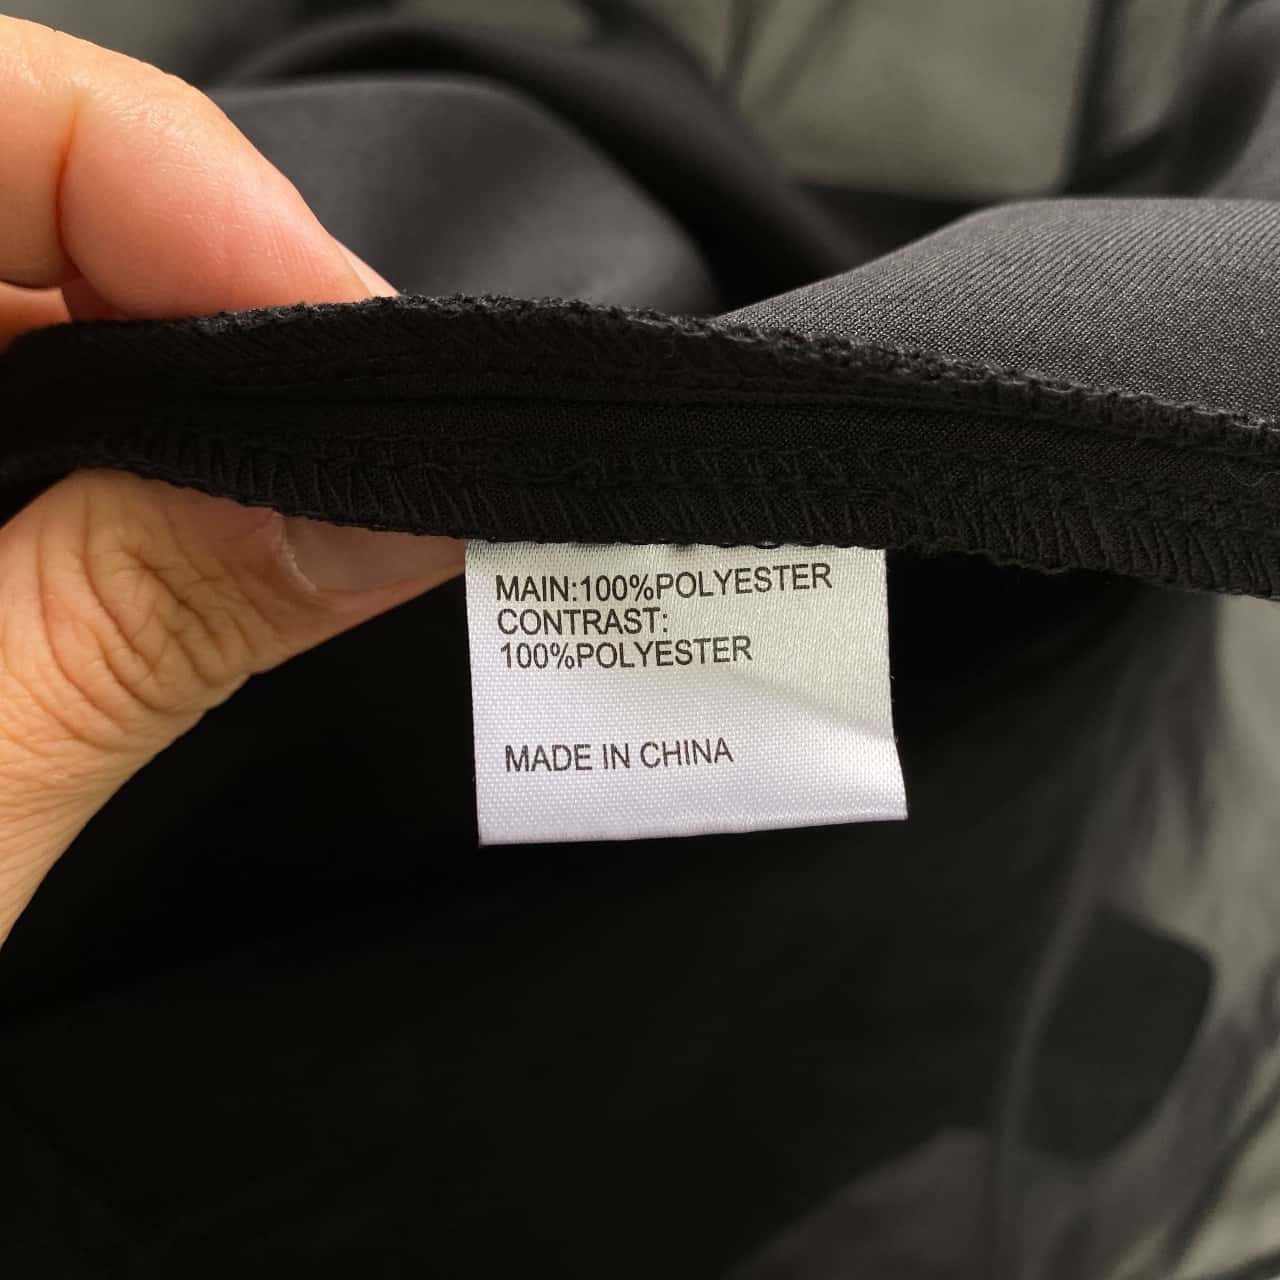 MAIN:100%POLYESTER
CONTRAST:
100%POLYESTER
MADE IN CHINA